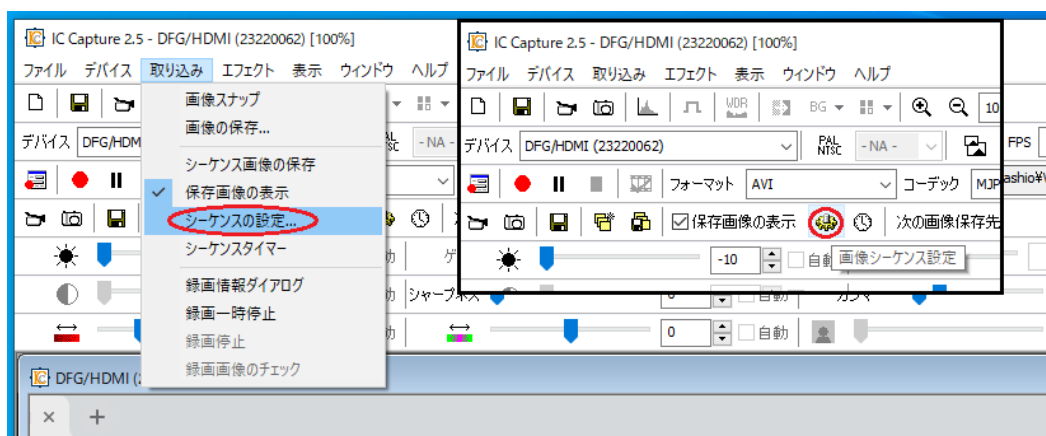 IC Capture 2.5 - DFG/HDMI (23220062) [100%]
ファイル デバイス 取り込み エフェクト 表示 ウィンドウ ヘルプ
デバイス DFG/HDM
- NA -
画像スナップ
画像の保存...
シーケンス画像の保存
保存画像の表示
シーケンスの設定...
シーケンスタイマー
録画情報ダイアログ
録画一時停止
録画停止
録画画像のチェック
シャープネス
0
自動
ガンマ
0
自動
DFG/HDMI (
IC Capture 2.5 - DFG/HDMI (23220062) [100%]
ファイル デバイス 取り込み エフェクト 表示 ウィンドウ ヘルプ
WDR BG 10
デバイス DFG/HDMI (23220062) PAL NTSC - NA - FPS
フォーマット AVI コーデック MJP
ashio¥
保存画像の表示 次の画像保存先
-10 自動
画像シーケンス設定